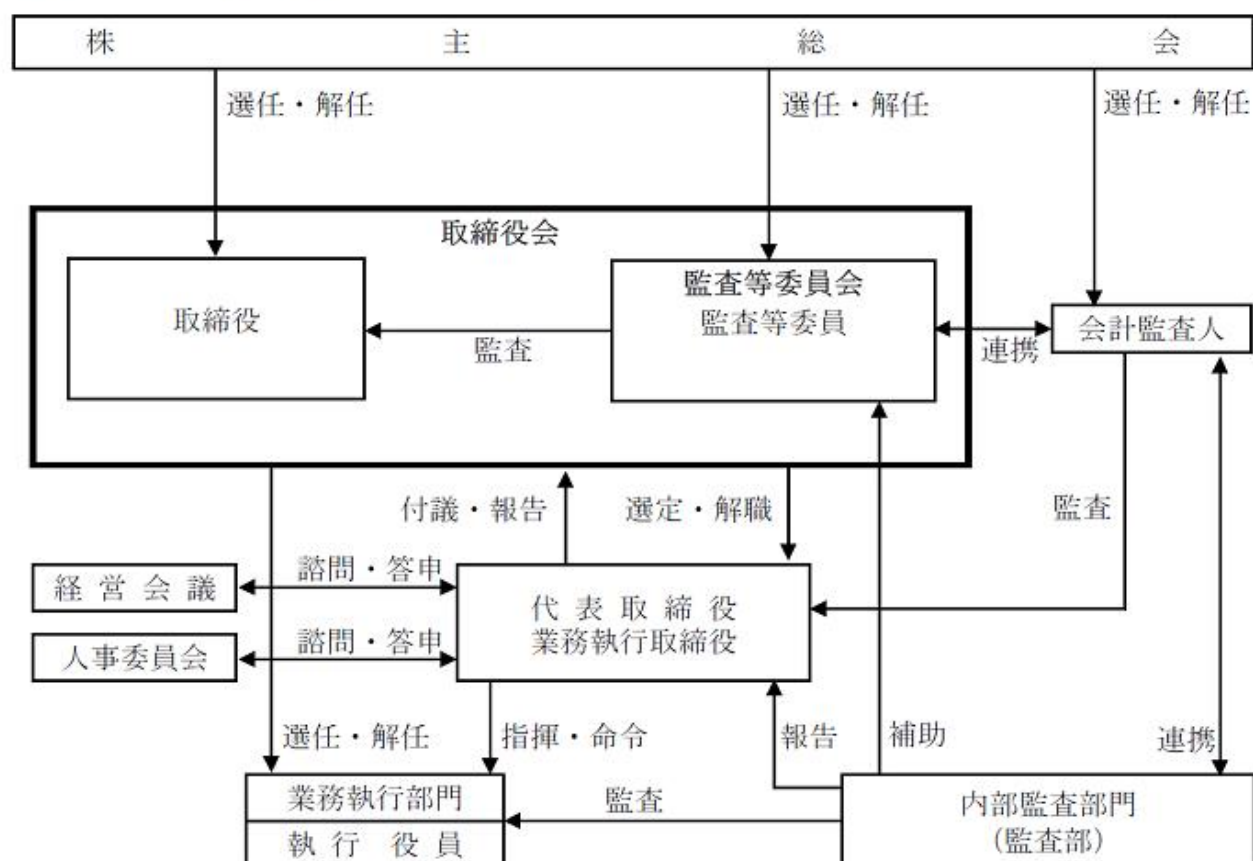 株主総会
選任・解任
選任・解任
選任・解任
取締役会
取締役
監査
監査等委員会
監査等委員
連携
会計監査人
付議・報告
選定・解職
監査
経営会議
諮問・答申
代表取締役
業務執行取締役
人事委員会
諮問・答申
選任・解任
指揮・命令
報告
補助
連携
業務執行部門
執行役員
監査
内部監査部門
(監査部)